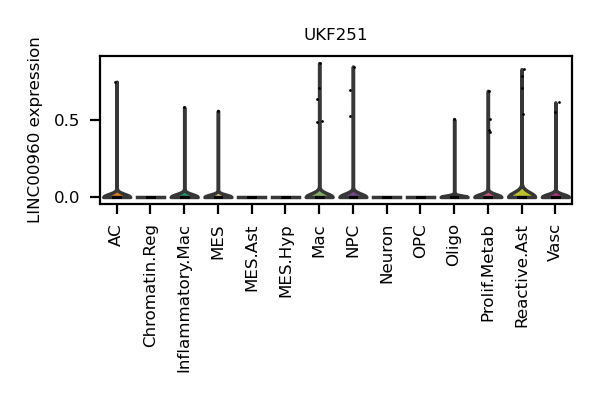 UKF251
LINC00960 expression
0.5
0.0
AC
Chromatin.Reg
Inflammatory.Mac
MES
MES.Ast
MES.Hyp
Mac
NPC
Neuron
OPC
Oligo
Prolif.Metab
Reactive.Ast
Vasc